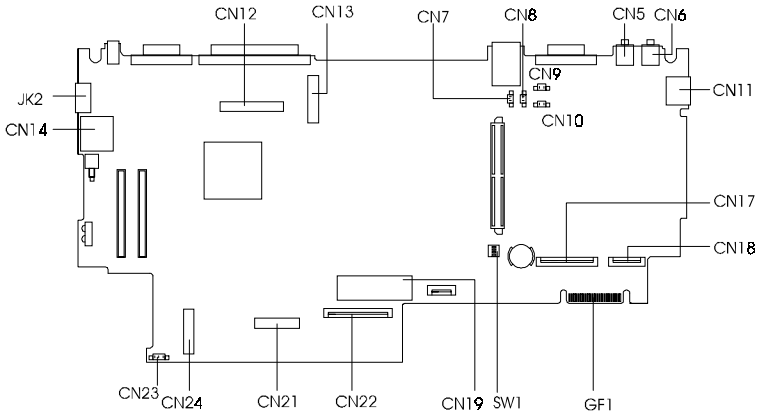 CN12
CN13
CN7
CN8
CN5
CN6
CN9
JK2
CN11
CN10
CN14
CN17
CN18
CN23
CN24
CN21
CN22
CN19
SW1
GF1